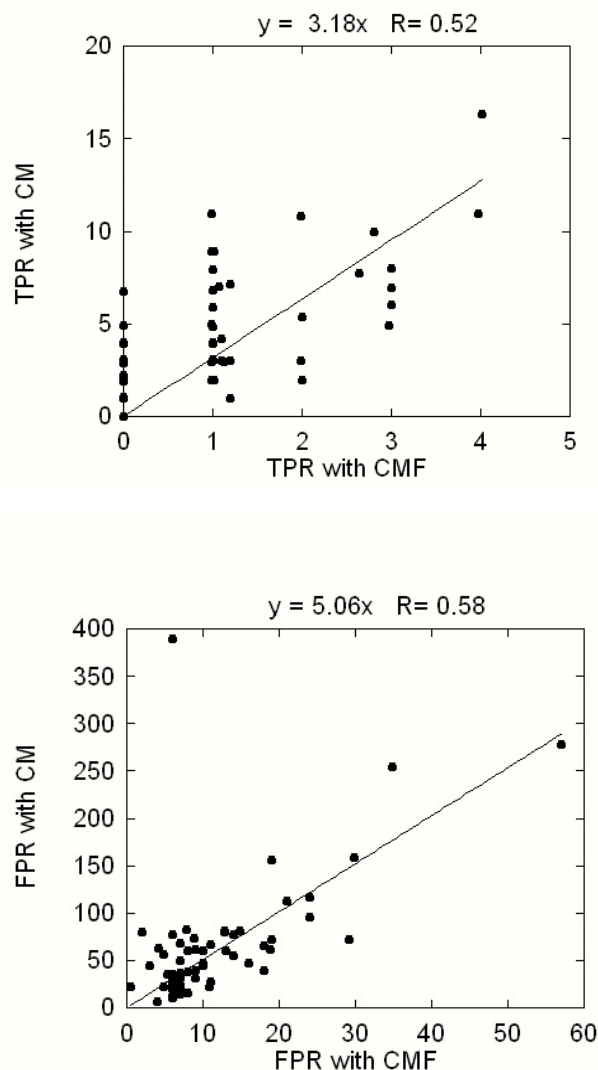 y = 3.18x R= 0.52
20
15
10
5
0
TPR with CM
0 1 2 3 4 5
TPR with CMF
y = 5.06x R= 0.58
400
350
300
250
200
150
100
50
0
FPR with CM
0 10 20 30 40 50 60
FPR with CMF